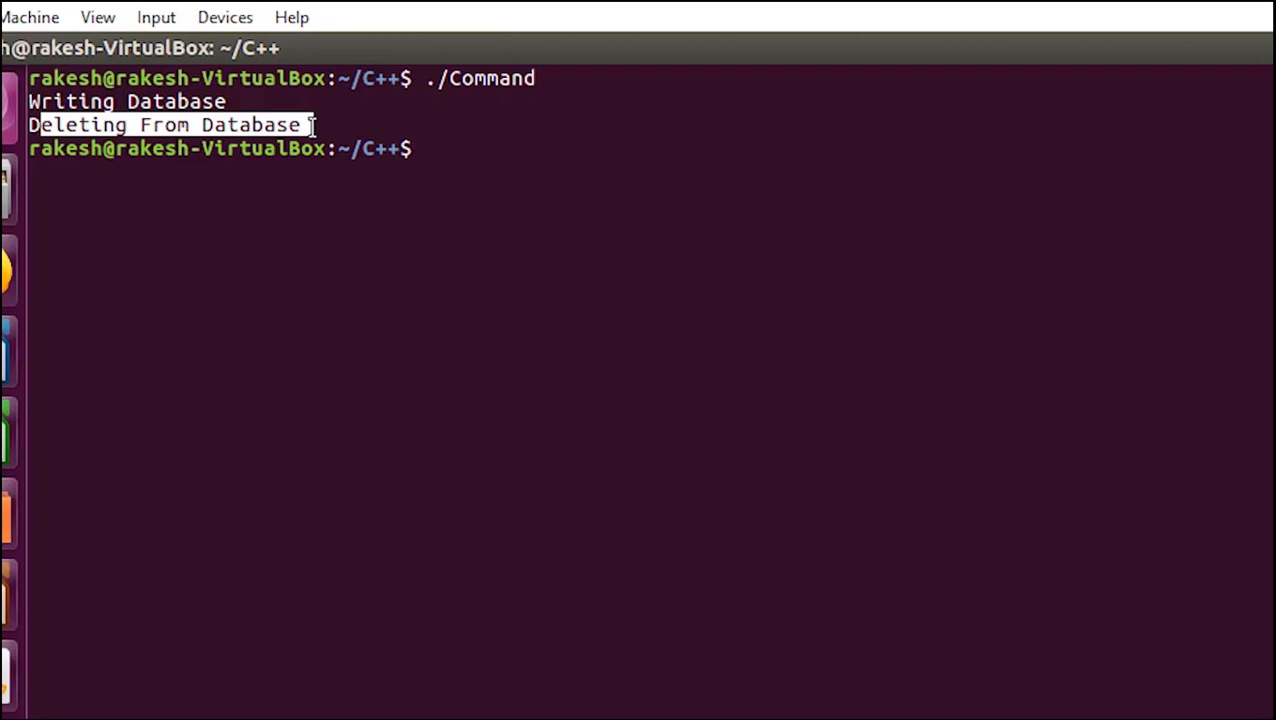 Machine View Input Devices Help
h@rakesh-VirtualBox: ~/C++
rakesh@rakesh-VirtualBox:~/C++$ ./Command
Writing Database
Deleting From Database
rakesh@rakesh-VirtualBox:~/C++$